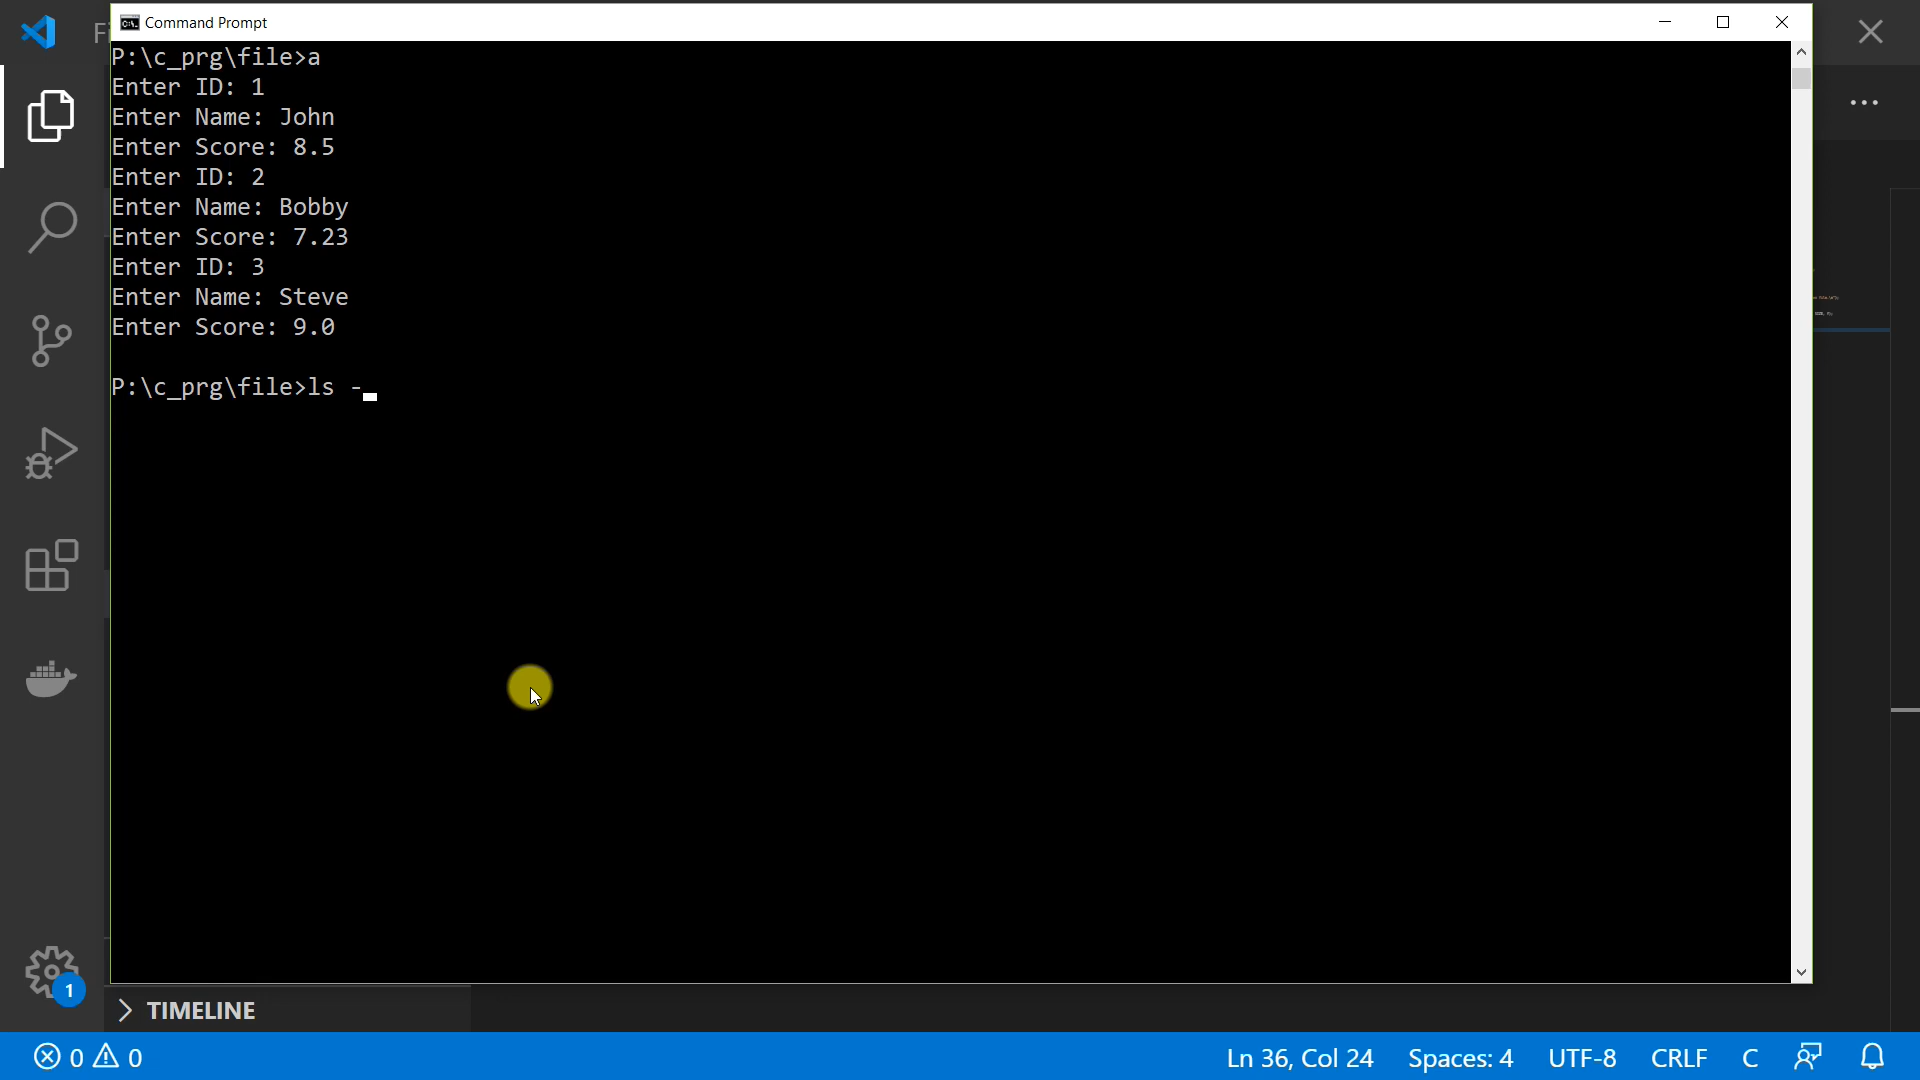 Command Prompt
P:\c_prg\file>a
Enter ID: 1
Enter Name: John
Enter Score: 8.5
Enter ID: 2
Enter Name: Bobby
Enter Score: 7.23
Enter ID: 3
Enter Name: Steve
Enter Score: 9.0
P:\c_prg\file>ls -
1
TIMELINE
0 0 Ln 36, Col 24 Spaces: 4 UTF-8 CRLF C